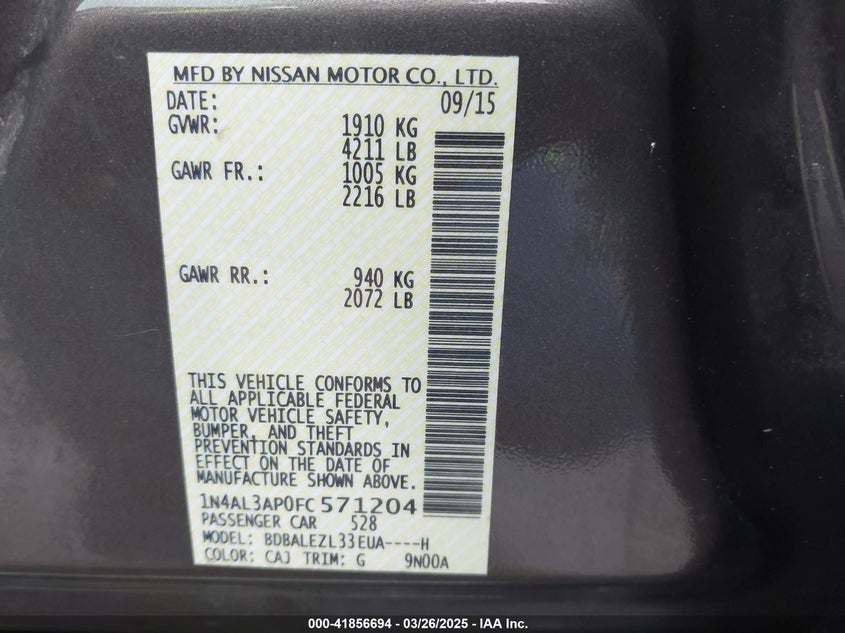 MFD BY NISSAN MOTOR CO., LTD.
DATE: 09/15
GVWR: 1910 KG
4211 LB
GAWR FR.: 1005 KG
2216 LB
GAWR RR.: 940 KG
2072 LB
THIS VEHICLE CONFORMS TO
ALL APPLICABLE FEDERAL
MOTOR VEHICLE SAFETY,
BUMPER, AND THEFT
PREVENTION STANDARDS IN
EFFECT ON THE DATE OF
MANUFACTURE SHOWN ABOVE.
1N4AL3AP0FC571204
PASSENGER CAR 528
MODEL: BDBALEZL33EUA----H
COLOR: CAJ TRIM: G 9N00A
000-41856694 - 03/26/2025 - IAA Inc.